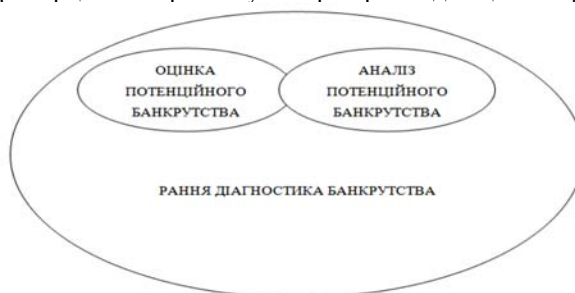 ОЦІНКА
ПОТЕНЦІЙНОГО
БАНКРУТСТВА
АНАЛІЗ
ПОТЕНЦІЙНОГО
БАНКРУТСТВА
РАННЯ ДІАГНОСТИКА БАНКРУТСТВА